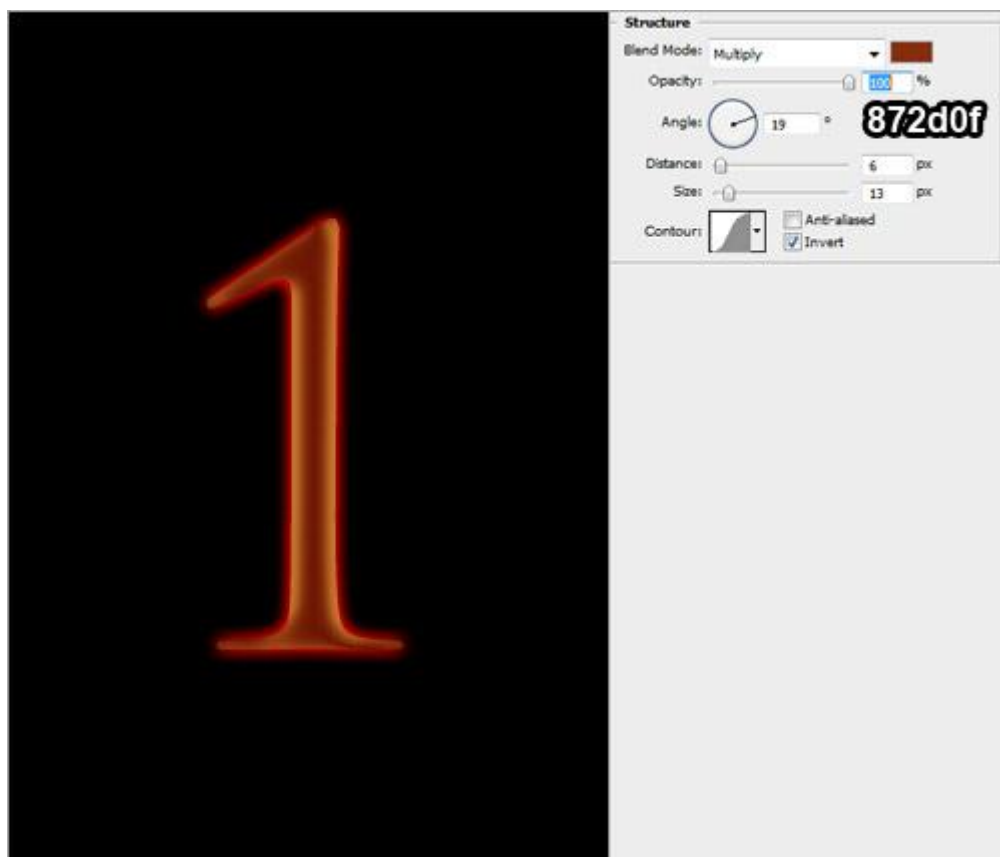 Structure
Blend Mode: Multiply
Opacity: 100 %
Angle: 19 °
872d0f
Distance: 6 px
Size: 13 px
Contour:
Anti-aliased
Invert
1